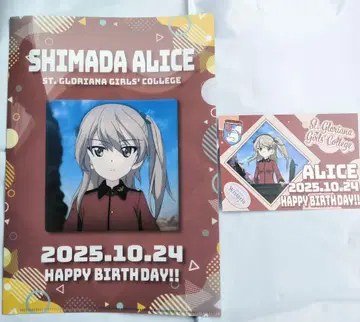 SHIMADA ALICE
ST. GLORIANA GIRLS' COLLEGE
2025.10.24
HAPPY BIRTHDAY!!
St. Gloriana
Girls' College
ALICE
2025.10.24
HAPPY BIRTHDAY!!